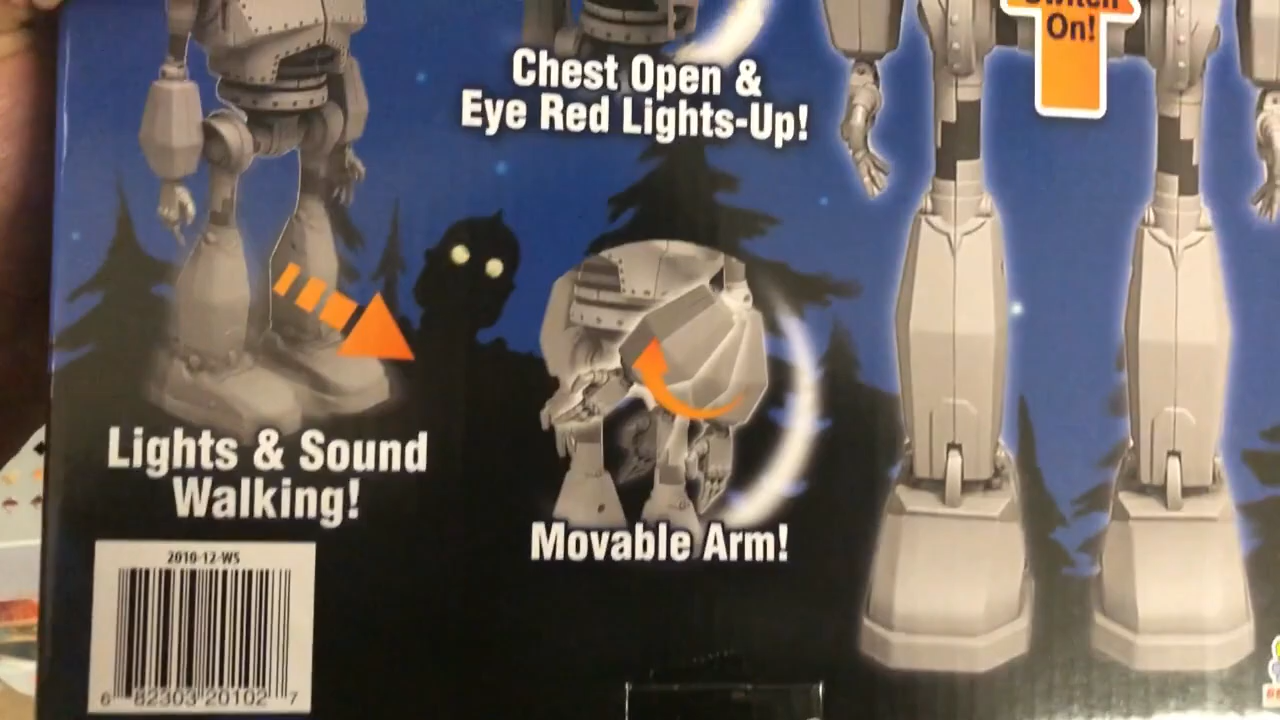 Switch
On!
Chest Open &
Eye Red Lights-Up!
Lights & Sound
Walking!
Movable Arm!
2010-12-WS
6 82303 20102 7